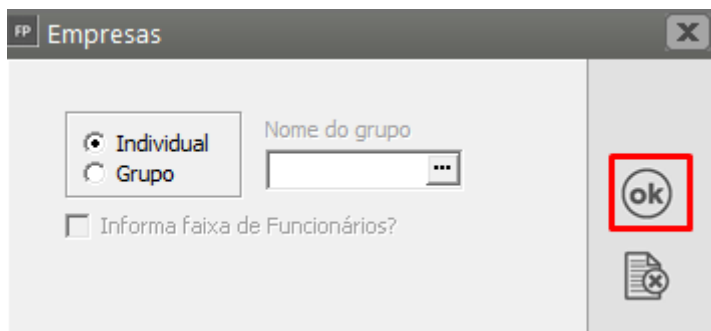 FP Empresas
Individual
Grupo
Nome do grupo
...
Informa faixa de Funcionários?
ok